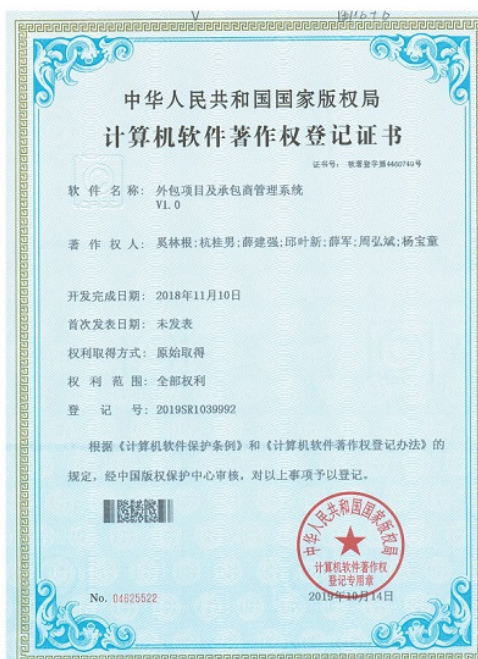 中华人民共和国国家版权局
计算机软件著作权登记证书
证书号： 软著登字第4460749号
软件名称： 外包项目及承包商管理系统
V1.0
著作权人： 奚林根;杭桂男;薛建强;邱叶新;薛军;周弘斌;杨宝童
开发完成日期： 2018年11月10日
首次发表日期： 未发表
权利取得方式： 原始取得
权利范围： 全部权利
登记号： 2019SR1039992
根据《计算机软件保护条例》和《计算机软件著作权登记办法》的
规定，经中国版权保护中心审核，对以上事项予以登记。
中华人民共和国国家版权局
计算机软件著作权
登记专用章
No. 04625522
2019年10月14日